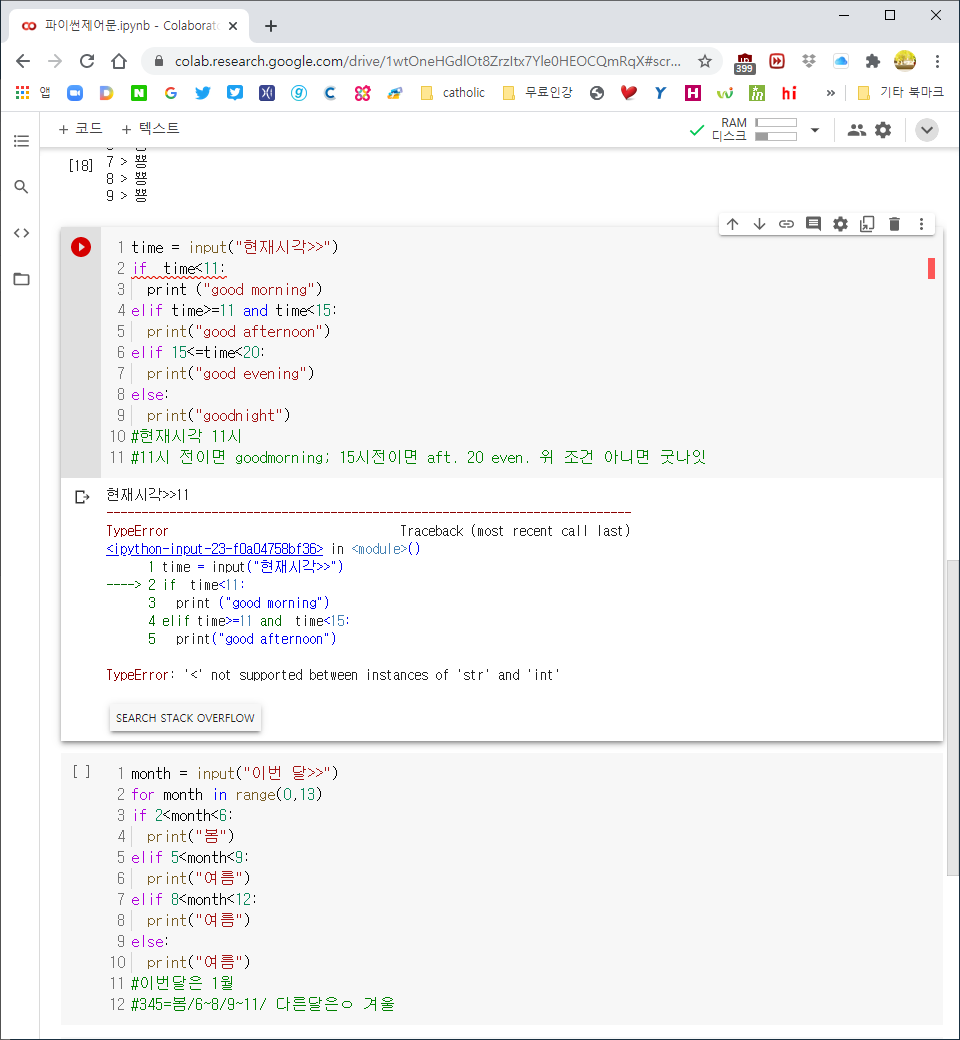 파이썬제어문.ipynb - Colaborato
colab.research.google.com/drive/1wtOneHGdlOt8ZrzItx7Yle0HEOCQmRqX#scr...
399
앱
catholic
무료인강
hi
»
기타 북마크
+ 코드 + 텍스트
RAM
디스크
[18]
7 > 뿅
8 > 뿅
9 > 뿅
1 time = input("현재시각>>")
2 if  time<11:
3   print ("good morning")
4 elif time>=11 and time<15:
5   print("good afternoon")
6 elif 15<=time<20:
7   print("good evening")
8 else:
9   print("goodnight")
10 #현재시각 11시
11 #11시 전이면 goodmorning; 15시전이면 aft. 20 even. 위 조건 아니면 굿나잇
현재시각>>11
---------------------------------------------------------------------------
TypeError                                 Traceback (most recent call last)
<ipython-input-23-f0a04758bf36> in <module>()
      1 time = input("현재시각>>")
----> 2 if  time<11:
      3   print ("good morning")
      4 elif time>=11 and  time<15:
      5   print("good afternoon")
TypeError: '<' not supported between instances of 'str' and 'int'
SEARCH STACK OVERFLOW
[ ]
1 month = input("이번 달>>")
2 for month in range(0,13)
3 if 2<month<6:
4   print("봄")
5 elif 5<month<9:
6   print("여름")
7 elif 8<month<12:
8   print("여름")
9 else:
10   print("여름")
11 #이번달은 1월
12 #345=봄/6~8/9~11/ 다른달은ㅇ 겨울